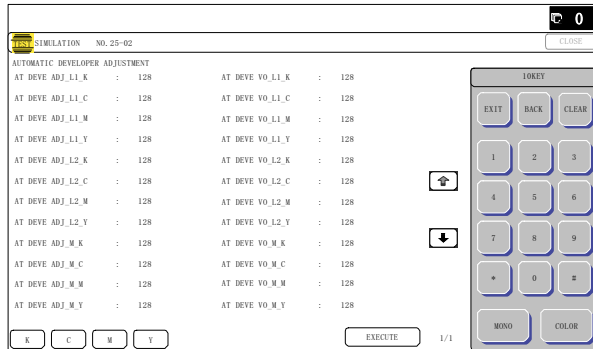 0
TEST SIMULATION NO. 25-02 CLOSE
AUTOMATIC DEVELOPER ADJUSTMENT
AT DEVE ADJ_L1_K : 128 AT DEVE VO_L1_K : 128
AT DEVE ADJ_L1_C : 128 AT DEVE VO_L1_C : 128
AT DEVE ADJ_L1_M : 128 AT DEVE VO_L1_M : 128
AT DEVE ADJ_L1_Y : 128 AT DEVE VO_L1_Y : 128
AT DEVE ADJ_L2_K : 128 AT DEVE VO_L2_K : 128
AT DEVE ADJ_L2_C : 128 AT DEVE VO_L2_C : 128
AT DEVE ADJ_L2_M : 128 AT DEVE VO_L2_M : 128
AT DEVE ADJ_L2_Y : 128 AT DEVE VO_L2_Y : 128
AT DEVE ADJ_M_K : 128 AT DEVE VO_M_K : 128
AT DEVE ADJ_M_C : 128 AT DEVE VO_M_C : 128
AT DEVE ADJ_M_M : 128 AT DEVE VO_M_M : 128
AT DEVE ADJ_M_Y : 128 AT DEVE VO_M_Y : 128
K C M Y EXECUTE 1/1
10KEY
EXIT BACK CLEAR
1 2 3
4 5 6
7 8 9
* 0 #
MONO COLOR